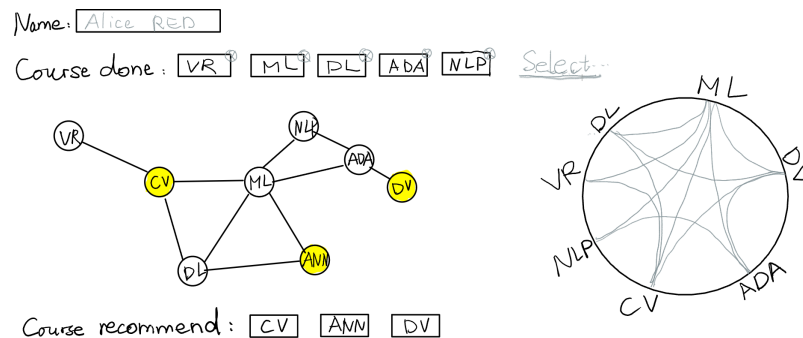 Name: Alice RED
Course done: VR ML DL ADA NLP Select...
VR
CV
ML
NLP
ADA
DV
DL
ANN
ML
DL
DV
VR
NLP
CV
ADA
Course recommend: CV ANN DV